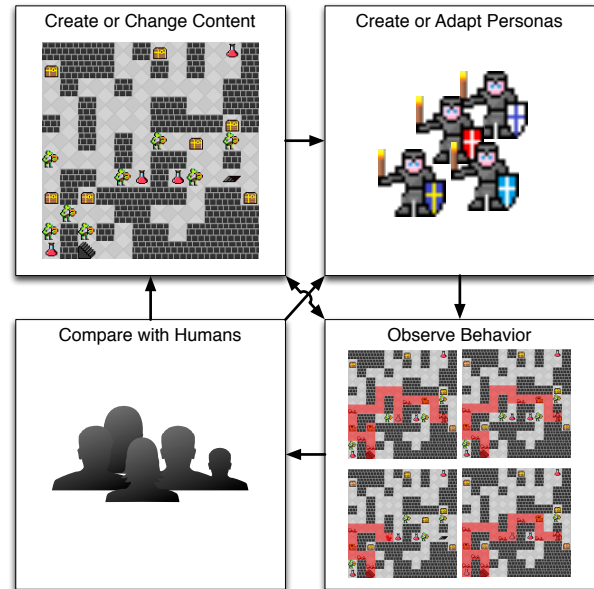 Create or Change Content
Create or Adapt Personas
Compare with Humans
Observe Behavior